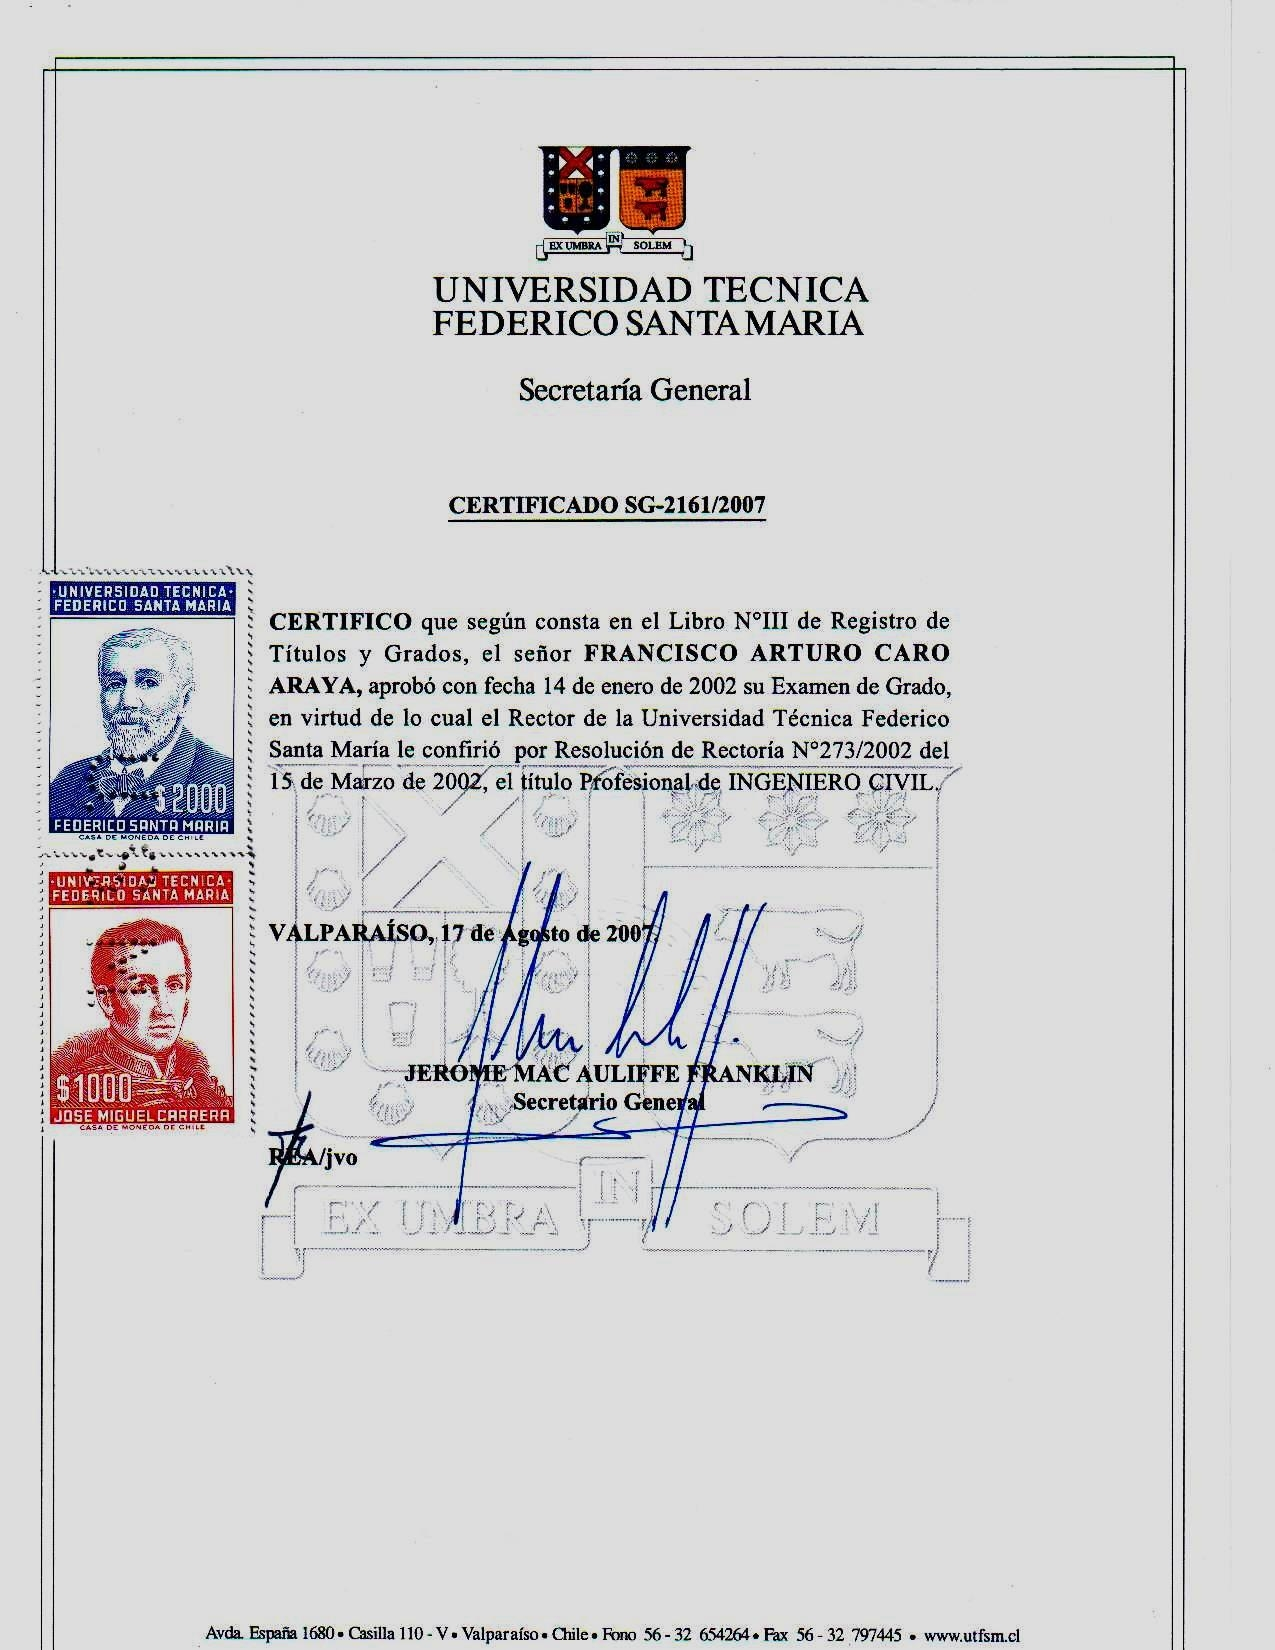 EX UMBRA IN SOLEM
UNIVERSIDAD TECNICA
FEDERICO SANTA MARIA
Secretaría General
CERTIFICADO SG-2161/2007
·UNIVERSIDAD TECNICA·
FEDERICO SANTA MARIA
$2000
FEDERICO SANTA MARIA
CASA DE MONEDA DE CHILE
·UNIVERSIDAD TECNICA·
FEDERICO SANTA MARIA
$1000
JOSE MIGUEL CARRERA
CASA DE MONEDA DE CHILE
CERTIFICO que según consta en el Libro N°III de Registro de
Títulos y Grados, el señor FRANCISCO ARTURO CARO
ARAYA, aprobó con fecha 14 de enero de 2002 su Examen de Grado,
en virtud de lo cual el Rector de la Universidad Técnica Federico
Santa María le confirió por Resolución de Rectoría N°273/2002 del
15 de Marzo de 2002, el título Profesional de INGENIERO CIVIL.
VALPARAÍSO, 17 de Agosto de 2007.
JEROME MAC AULIFFE FRANKLIN
Secretario General
REA/jvo
EX UMBRA IN SOLEM
Avda. España 1680 • Casilla 110 - V • Valparaíso • Chile • Fono 56 - 32 654264 • Fax 56 - 32 797445 • www.utfsm.cl